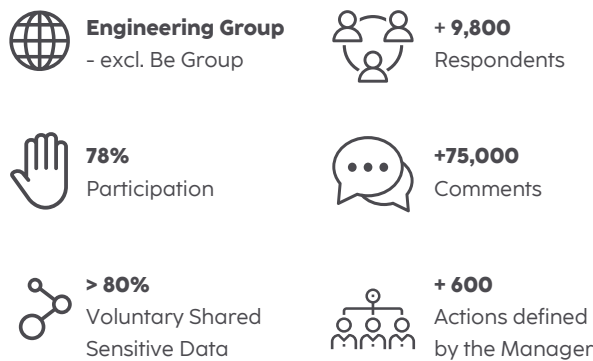 Engineering Group
- excl. Be Group
+ 9,800
Respondents
78%
Participation
+75,000
Comments
> 80%
Voluntary Shared
Sensitive Data
+ 600
Actions defined
by the Manager